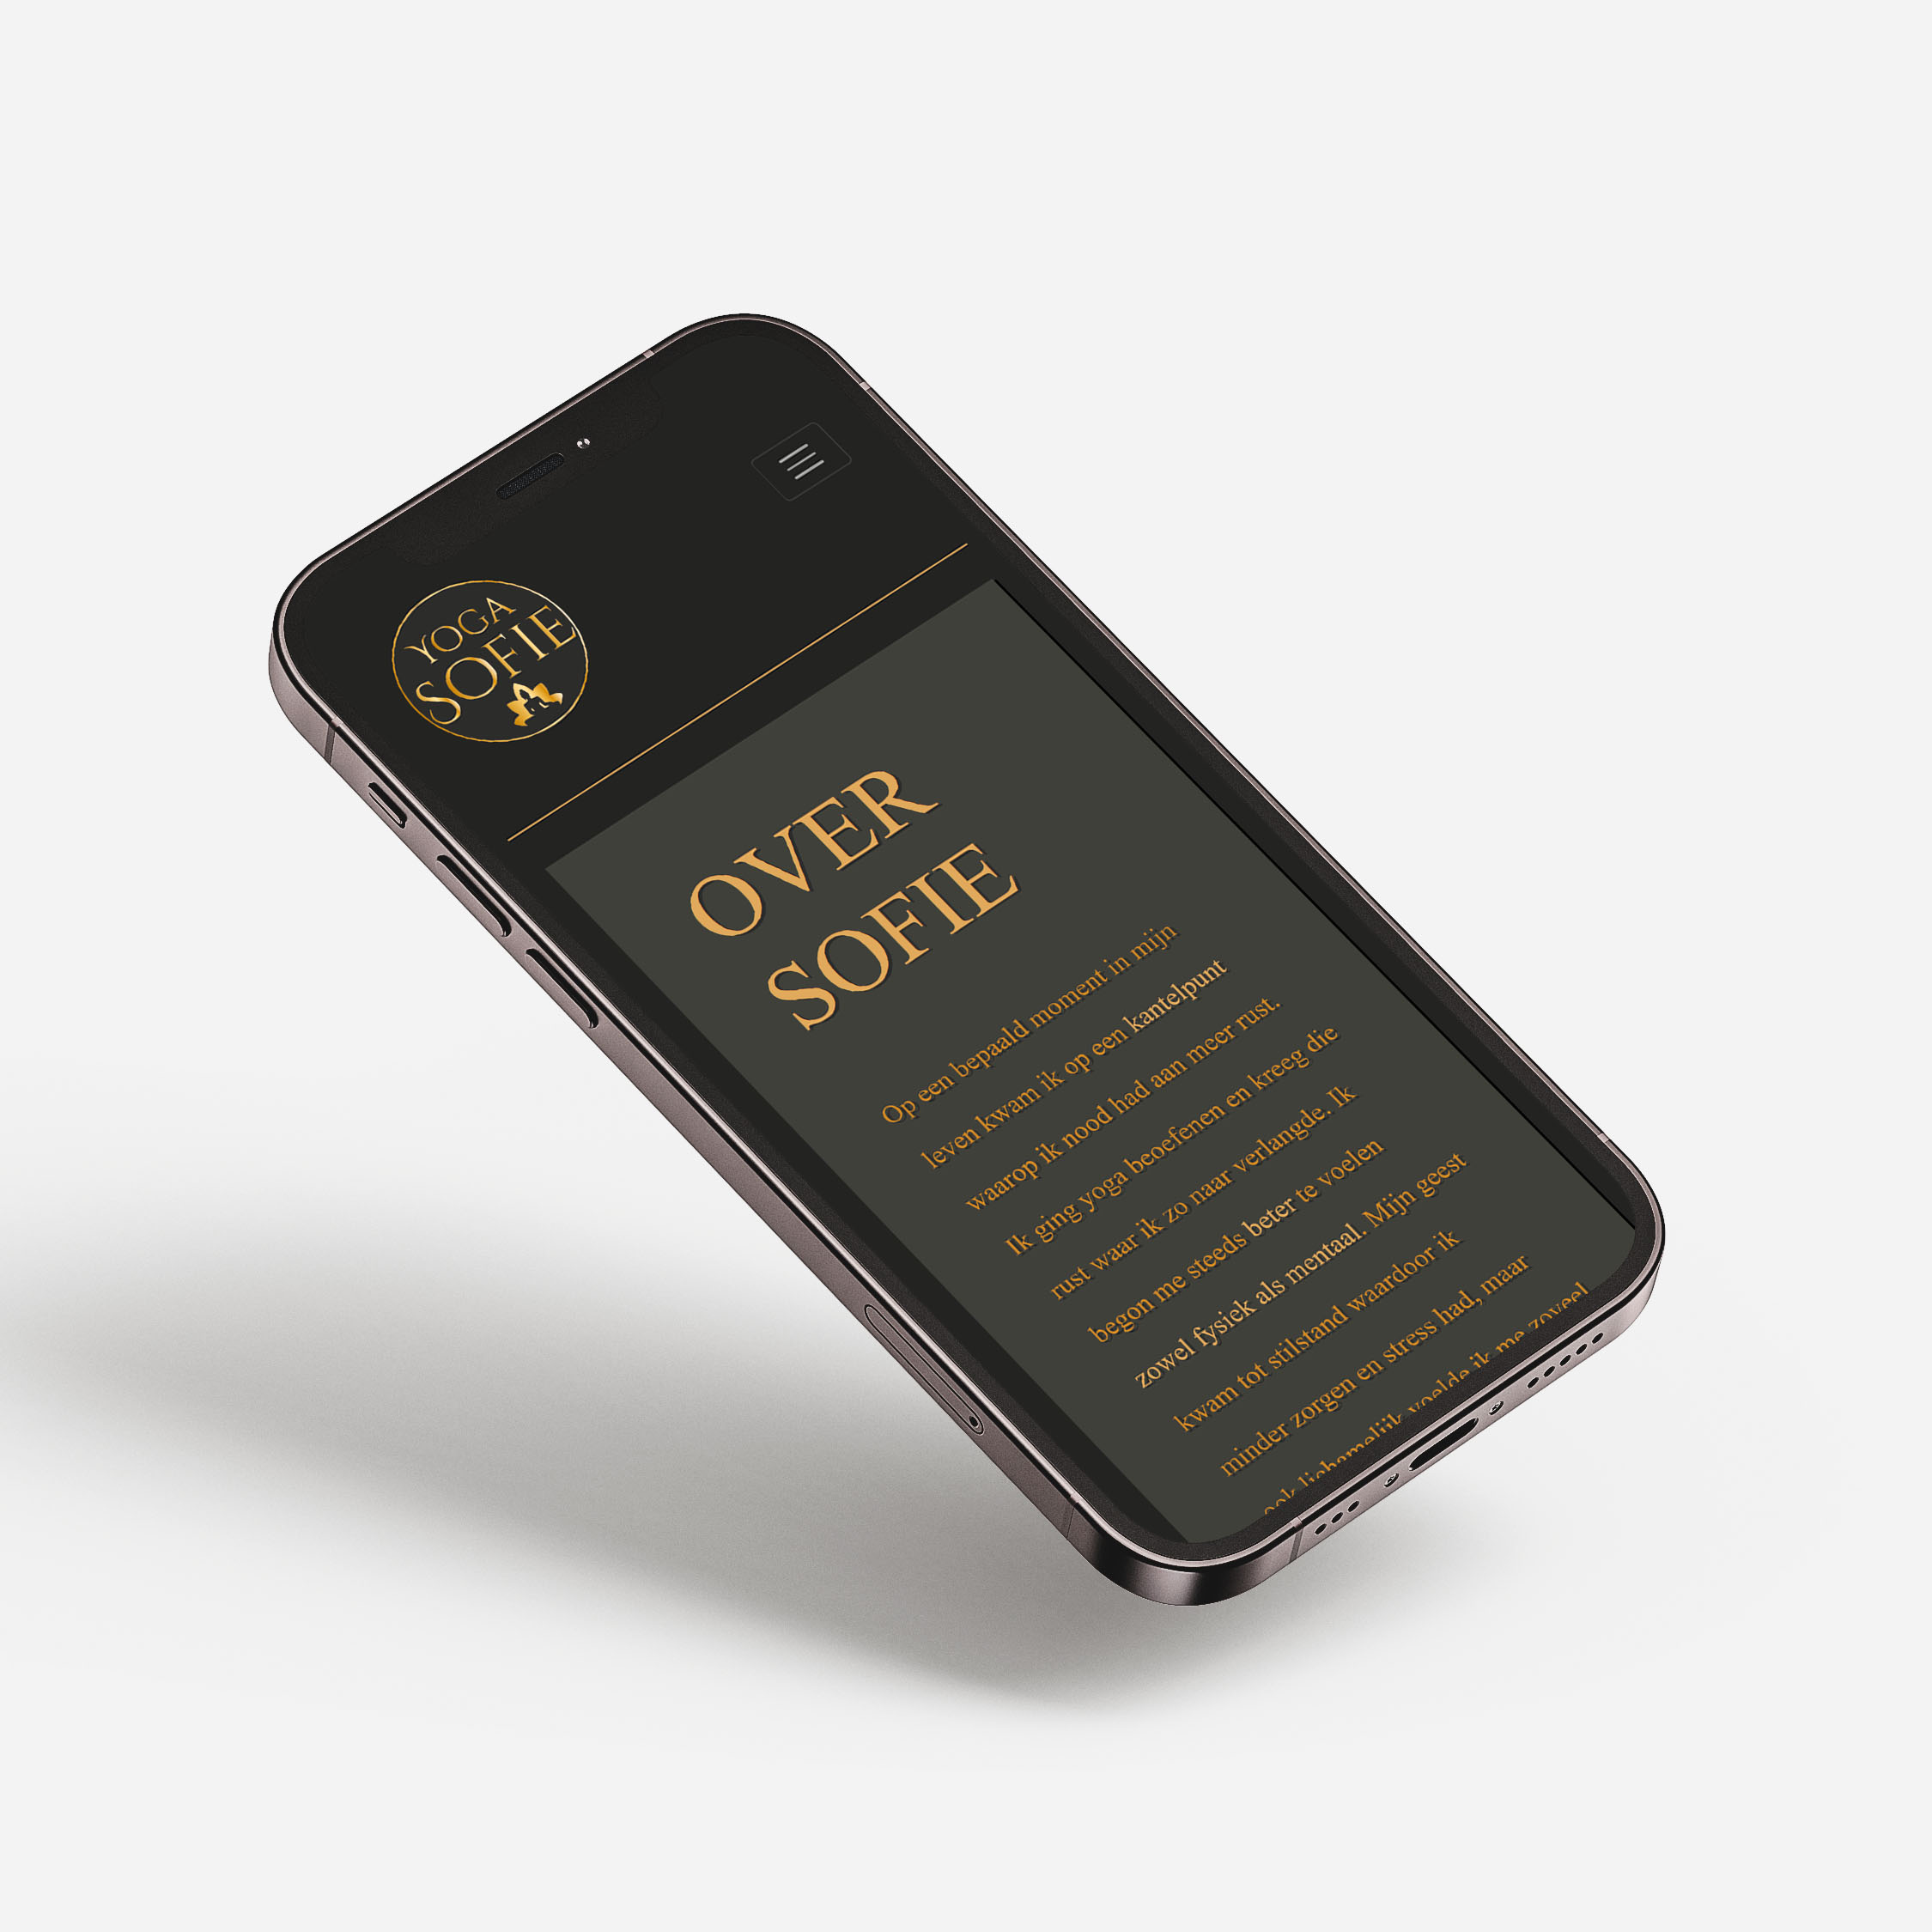 YOGA
SOFIE
OVER
SOFIE
Op een bepaald moment in mijn
leven kwam ik op een kantelpunt
waarop ik nood had aan meer rust.
Ik ging yoga beoefenen en kreeg die
rust waar ik zo naar verlangde. Ik
begon me steeds beter te voelen
zowel fysiek als mentaal. Mijn geest
kwam tot stilstand waardoor ik
minder zorgen en stress had, maar
ook lichamelijk voelde ik me zoveel